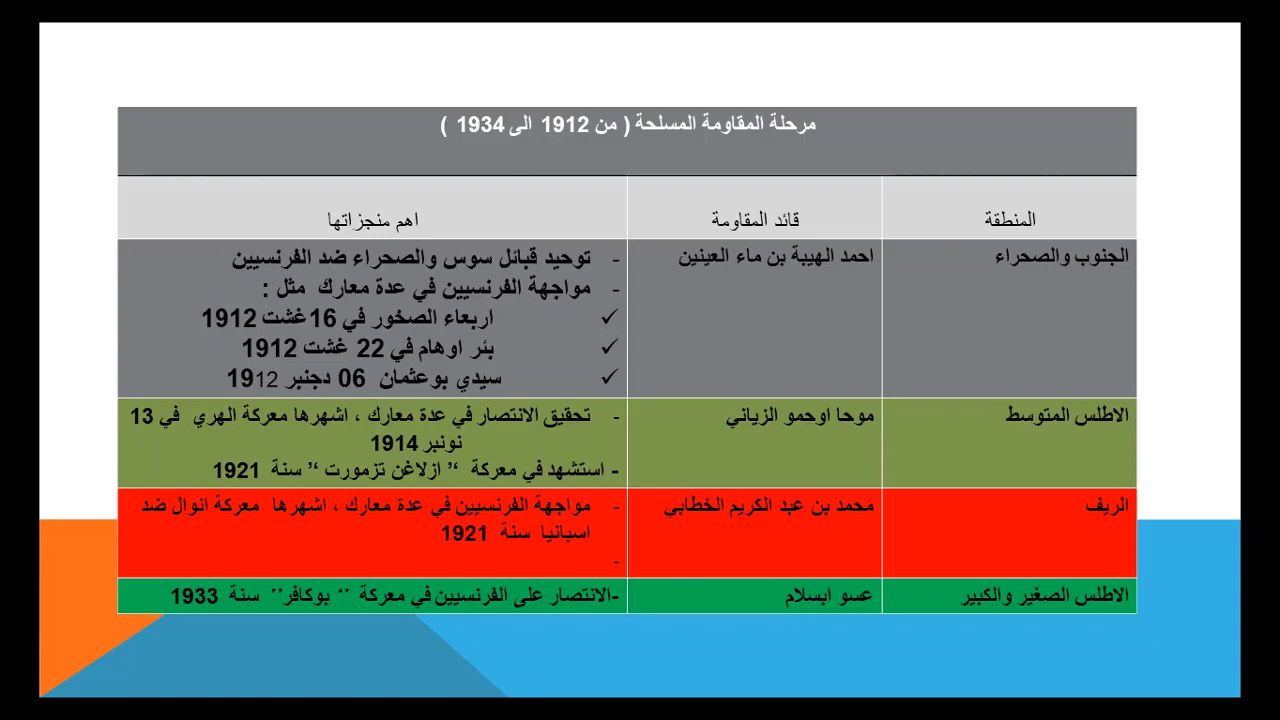 مرحلة المقاومة المسلحة ( من 1912 الى 1934 )
المنطقة
قائد المقاومة
اهم منجزاتها
الجنوب والصحراء
احمد الهيبة بن ماء العينين
- توحيد قبائل سوس والصحراء ضد الفرنسيين
- مواجهة الفرنسيين في عدة معارك مثل :
✓ اربعاء الصخور في 16 غشت 1912
✓ بئر اوهام في 22 غشت 1912
✓ سيدي بوعثمان 06 دجنبر 1912
الاطلس المتوسط
موحا اوحمو الزياني
- تحقيق الانتصار في عدة معارك ، اشهرها معركة الهري في 13
نونبر 1914
- استشهد في معركة “ ازلاغن تزمورت “ سنة 1921
الريف
محمد بن عبد الكريم الخطابي
- مواجهة الفرنسيين في عدة معارك ، اشهرها معركة انوال ضد
اسبانيا سنة 1921
-
الاطلس الصغير والكبير
عسو ابسلام
-الانتصار على الفرنسيين في معركة “ بوكافر” سنة 1933